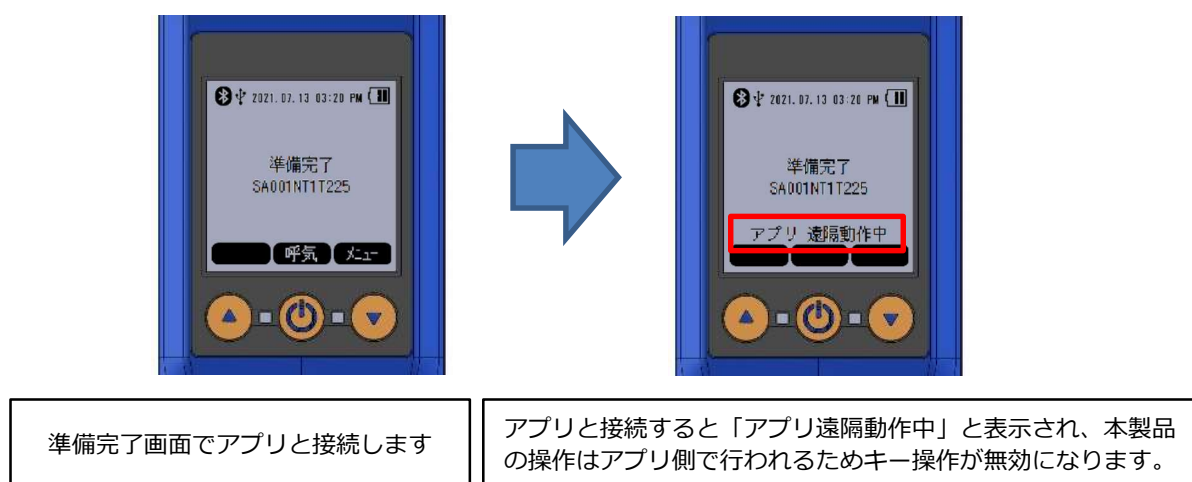 2021.07.13 03:20 PM
準備完了
SA001NT1T225
呼気 メニュー
2021.07.13 03:20 PM
準備完了
SA001NT1T225
アプリ 遠隔動作中
準備完了画面でアプリと接続します
アプリと接続すると「アプリ遠隔動作中」と表示され、本製品
の操作はアプリ側で行われるためキー操作が無効になります。